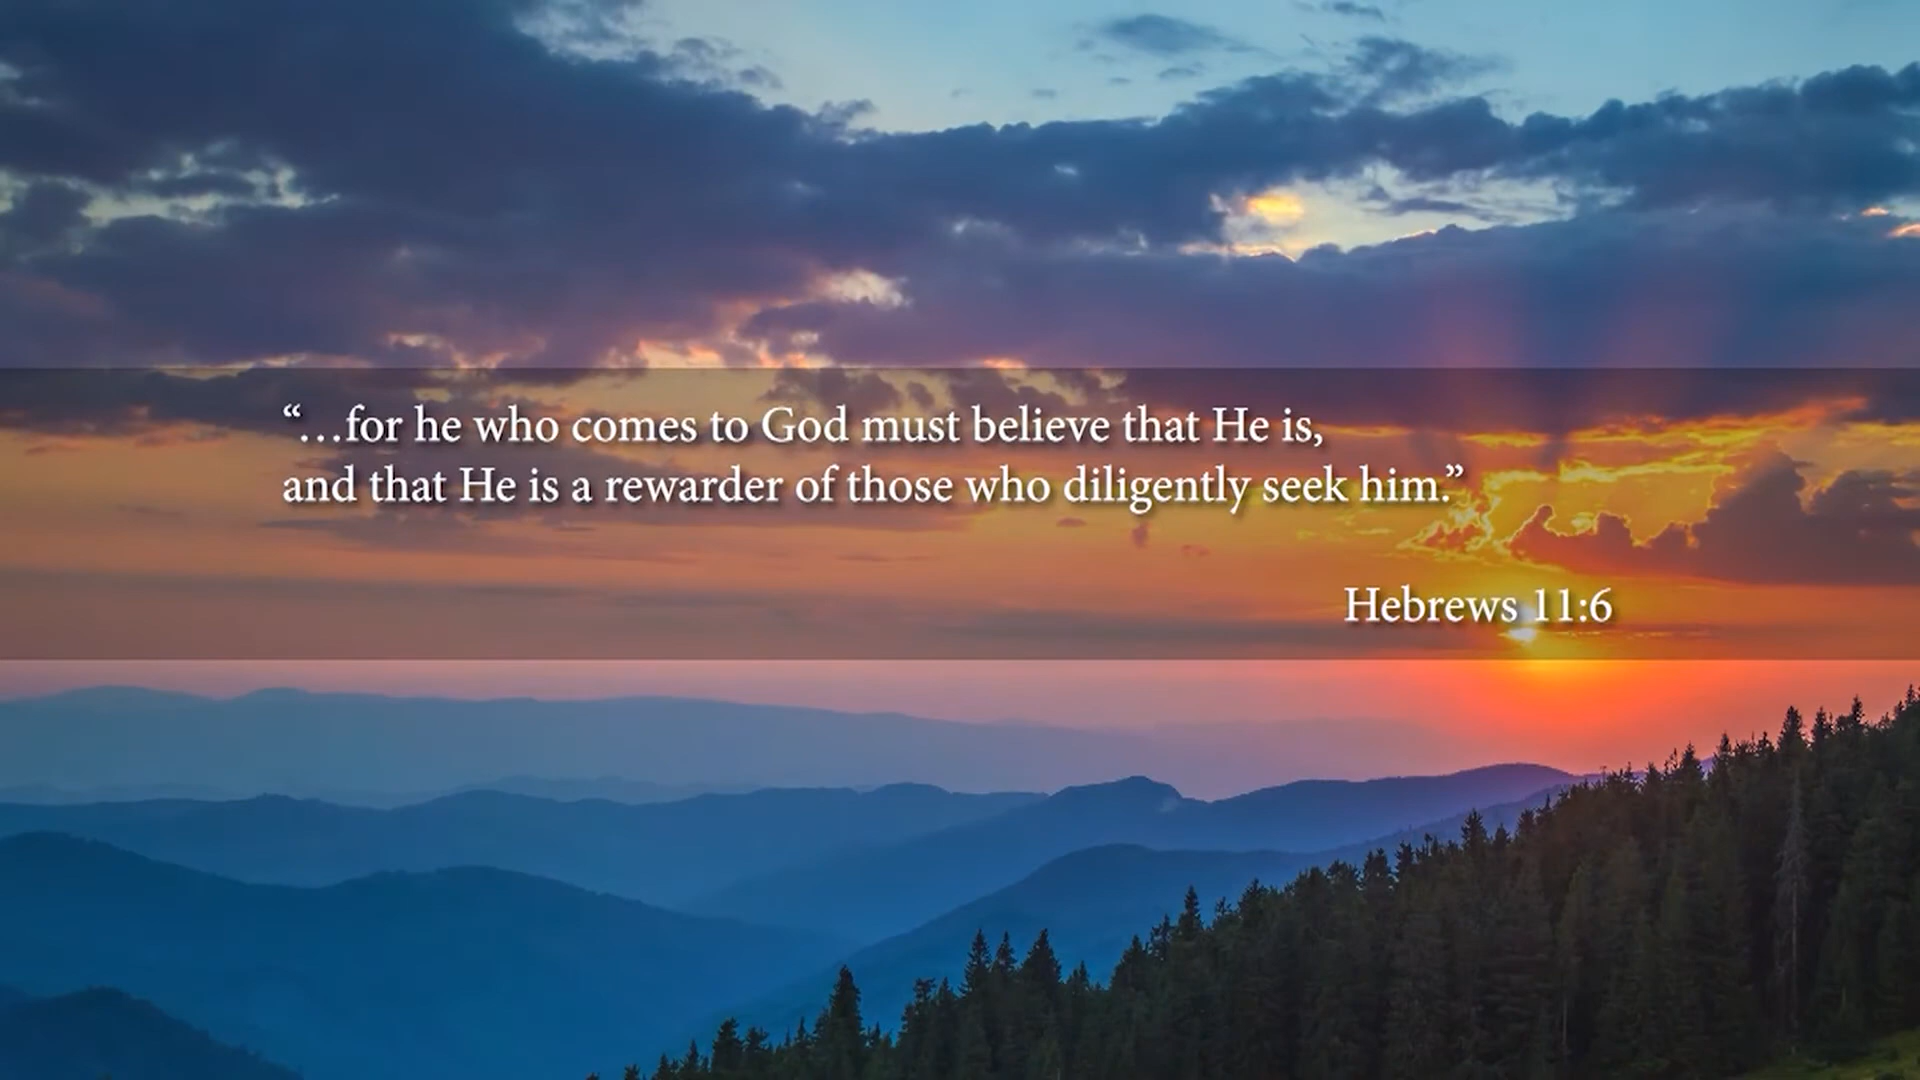 “…for he who comes to God must believe that He is,
and that He is a rewarder of those who diligently seek him.”
Hebrews 11:6